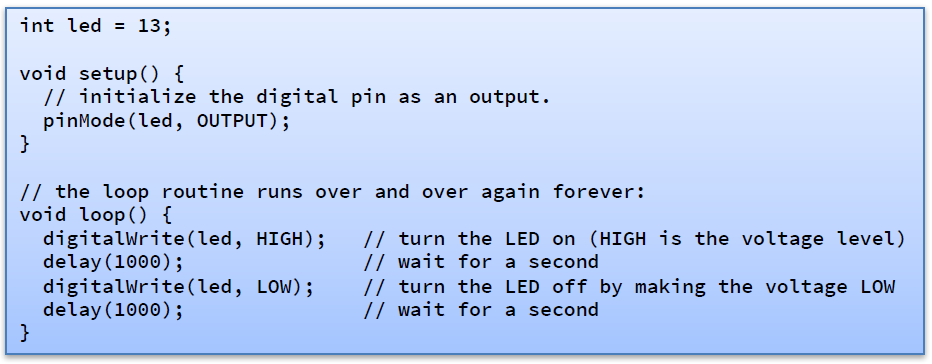 int led = 13;
void setup() {
  // initialize the digital pin as an output.
  pinMode(led, OUTPUT);
}
// the loop routine runs over and over again forever:
void loop() {
  digitalWrite(led, HIGH);   // turn the LED on (HIGH is the voltage level)
  delay(1000);               // wait for a second
  digitalWrite(led, LOW);    // turn the LED off by making the voltage LOW
  delay(1000);               // wait for a second
}